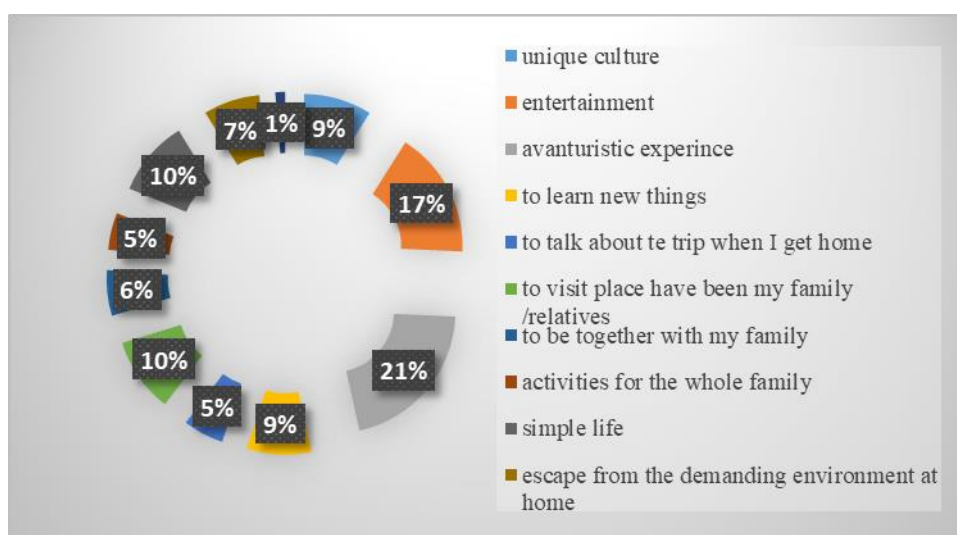 unique culture
entertainment
avanturistic experince
to learn new things
to talk about te trip when I get home
to visit place have been my family
/relatives
to be together with my family
activities for the whole family
simple life
escape from the demanding environment at
home
7%
1%
9%
10%
17%
5%
6%
10%
21%
5%
9%